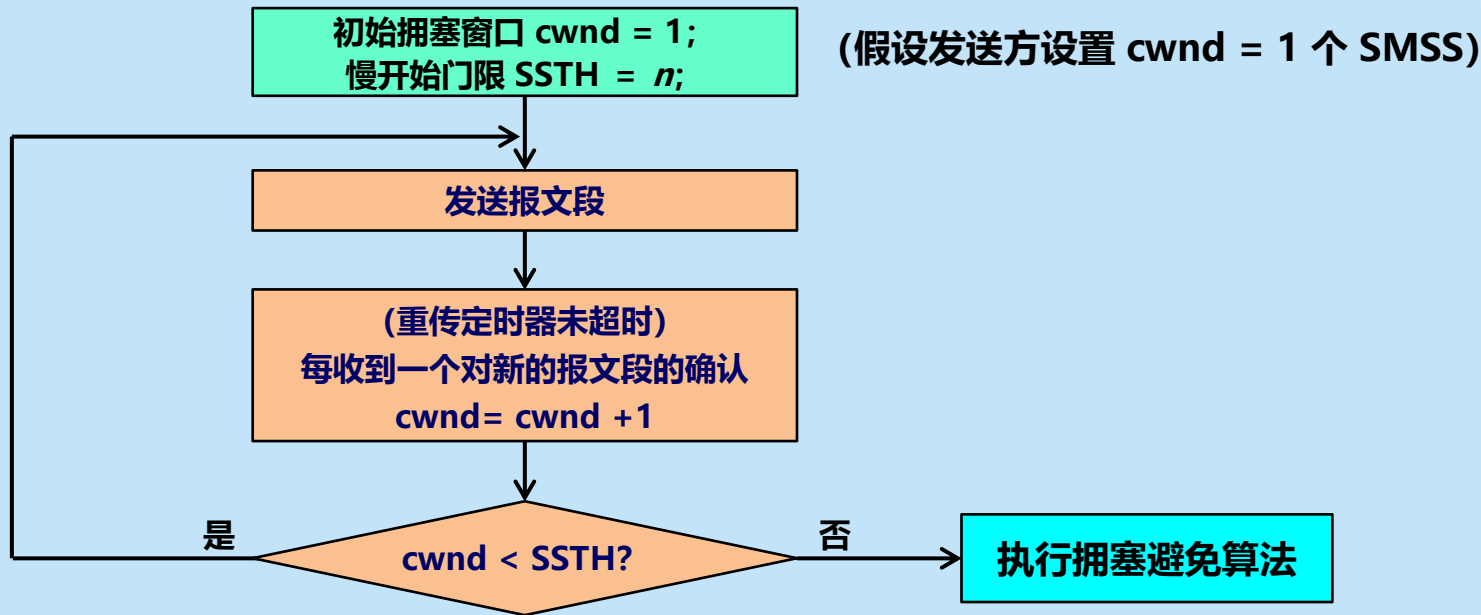 初始拥塞窗口 cwnd = 1；
慢开始门限 SSTH = n；
（假设发送方设置 cwnd = 1 个 SMSS）
发送报文段
（重传定时器未超时）
每收到一个对新的报文段的确认
cwnd= cwnd +1
是
cwnd < SSTH？
否
执行拥塞避免算法